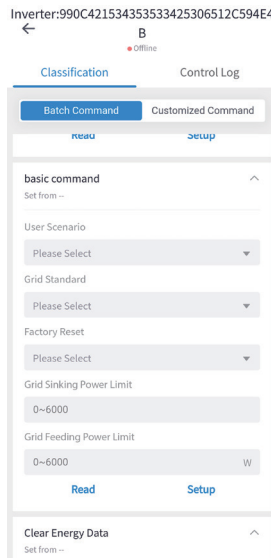 Inverter:990C4215343533425306512C594E4
B
Offline
Classification Control Log
Batch Command Customized Command
Read Setup
basic command
Set from --
User Scenario
Please Select
Grid Standard
Please Select
Factory Reset
Please Select
Grid Sinking Power Limit
0~6000
Grid Feeding Power Limit
0~6000 W
Read Setup
Clear Energy Data
Set from --